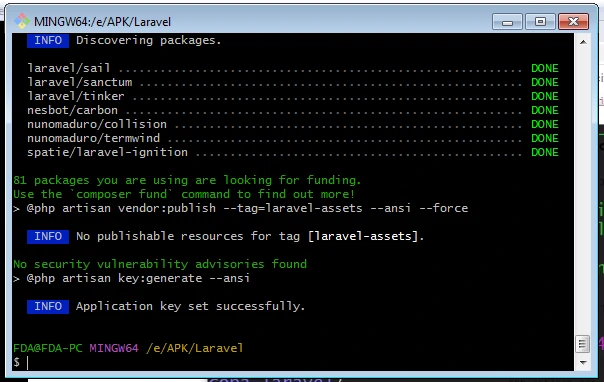 MINGW64:/e/APK/Laravel
INFO Discovering packages.
laravel/sail ........................................................... DONE
laravel/sanctum ........................................................ DONE
laravel/tinker ......................................................... DONE
nesbot/carbon .......................................................... DONE
nunomaduro/collision ................................................... DONE
nunomaduro/termwind .................................................... DONE
spatie/laravel-ignition ................................................ DONE
81 packages you are using are looking for funding.
Use the `composer fund` command to find out more!
> @php artisan vendor:publish --tag=laravel-assets --ansi --force
INFO No publishable resources for tag [laravel-assets].
No security vulnerability advisories found
> @php artisan key:generate --ansi
INFO Application key set successfully.
FDA@FDA-PC MINGW64 /e/APK/Laravel
$